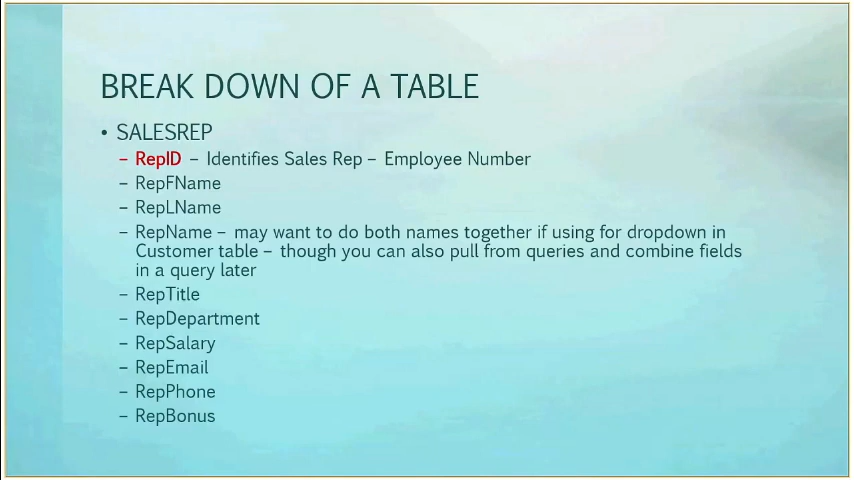 BREAK DOWN OF A TABLE
• SALESREP
– RepID – Identifies Sales Rep – Employee Number
– RepFName
– RepLName
– RepName – may want to do both names together if using for dropdown in
Customer table – though you can also pull from queries and combine fields
in a query later
– RepTitle
– RepDepartment
– RepSalary
– RepEmail
– RepPhone
– RepBonus